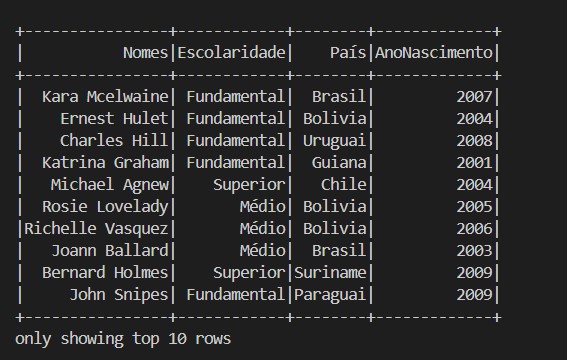 +----------------+-----------+--------+-------------+
|           Nomes|Escolaridade|    País|AnoNascimento|
+----------------+-----------+--------+-------------+
|  Kara Mcelwaine| Fundamental|  Brasil|         2007|
|    Ernest Hulet| Fundamental| Bolivia|         2004|
|    Charles Hill| Fundamental| Uruguai|         2008|
|  Katrina Graham| Fundamental|  Guiana|         2001|
|   Michael Agnew|    Superior|   Chile|         2004|
|  Rosie Lovelady|       Médio| Bolivia|         2005|
|Richelle Vasquez|       Médio| Bolivia|         2006|
|   Joann Ballard|       Médio|  Brasil|         2003|
|  Bernard Holmes|    Superior|Suriname|         2009|
|     John Snipes| Fundamental|Paraguai|         2009|
+----------------+-----------+--------+-------------+
only showing top 10 rows